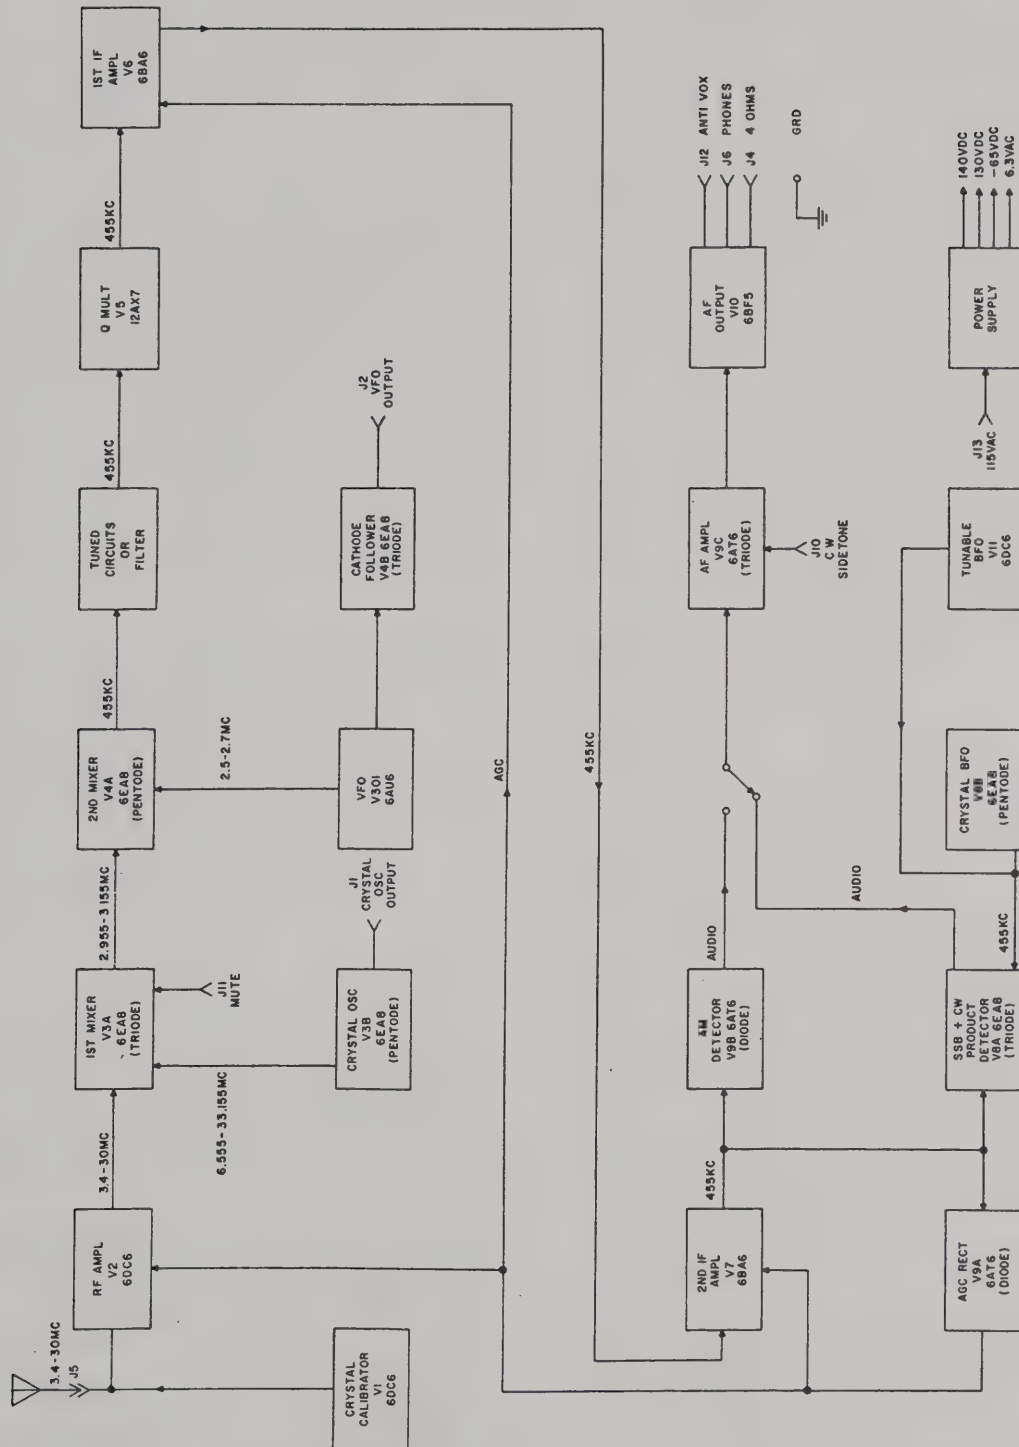 3.4-30MC
J5
CRYSTAL
CALIBRATOR
V1
6DC6
RF AMPL
V2
6DC6
3.4-30MC
6.555-33.155MC
1ST MIXER
V3A
6EA8
(TRIODE)
J11
MUTE
CRYSTAL OSC
V3B
6EA8
(PENTODE)
J1
CRYSTAL
OSC
OUTPUT
2.955-3.155MC
2ND MIXER
V4A
6EA8
(PENTODE)
2.5-2.7MC
VFO
V301
6AU6
455KC
TUNED
CIRCUITS
OR
FILTER
CATHODE
FOLLOWER
V4B 6EA8
(TRIODE)
J2
VFO
OUTPUT
455KC
Q MULT
V5
12AX7
455KC
1ST IF
AMPL
V6
6BA6
AGC
455KC
2ND IF
AMPL
V7
6BA6
455KC
AGC RECT
V9A
6AT6
(DIODE)
AM
DETECTOR
V9B 6AT6
(DIODE)
AUDIO
SSB + CW
PRODUCT
DETECTOR
V8A 6EA8
(TRIODE)
AUDIO
455KC
CRYSTAL BFO
V8B
6EA8
(PENTODE)
TUNABLE
BFO
V11
6DC6
AF AMPL
V9C
6AT6
(TRIODE)
J10
CW
SIDETONE
AF
OUTPUT
V10
6BF5
J12 ANTI VOX
J6 PHONES
J4 4 OHMS
GRD
J13
115VAC
POWER
SUPPLY
140VDC
130VDC
-65VDC
6.3VAC